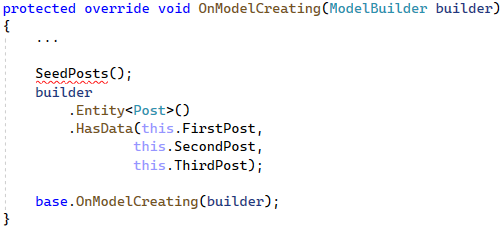 protected override void OnModelCreating(ModelBuilder builder)
{
    ...

    SeedPosts();
    builder
        .Entity<Post>()
        .HasData(this.FirstPost,
                 this.SecondPost,
                 this.ThirdPost);

    base.OnModelCreating(builder);
}